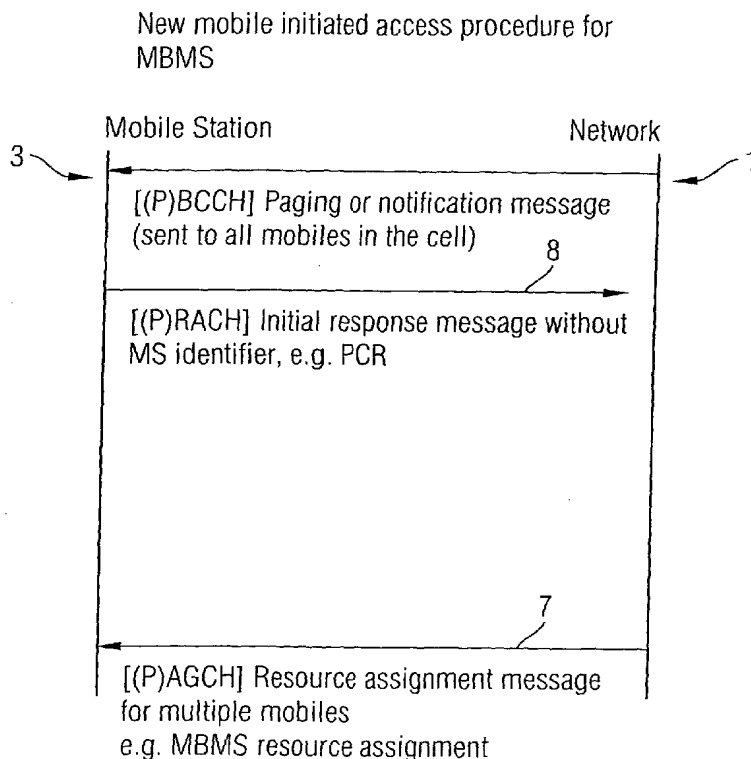 New mobile initiated access procedure for
MBMS
Mobile Station
Network
3
[(P)BCCH] Paging or notification message
(sent to all mobiles in the cell)
8
[(P)RACH] Initial response message without
MS identifier, e.g. PCR
7
[(P)AGCH] Resource assignment message
for multiple mobiles
e.g. MBMS resource assignment